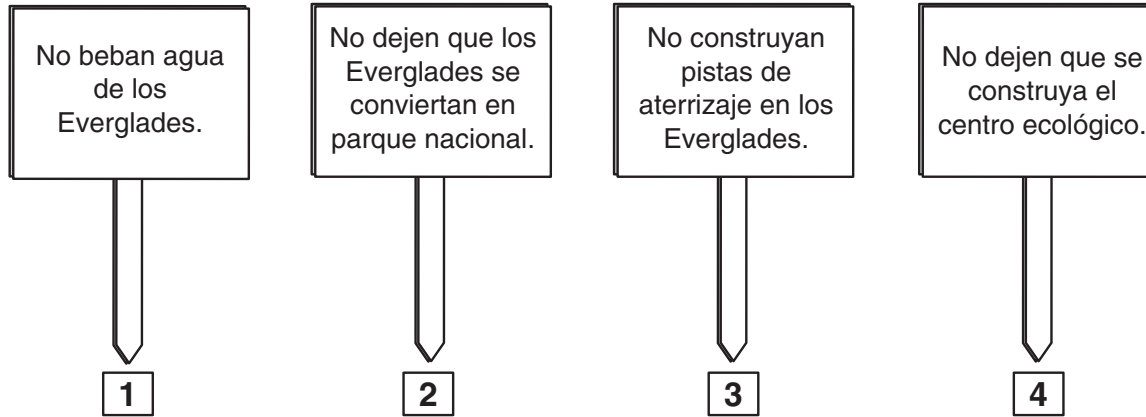 No beban agua
de los
Everglades.
No dejen que los
Everglades se
conviertan en
parque nacional.
No construyan
pistas de
aterrizaje en los
Everglades.
No dejen que se
construya el
centro ecológico.
1
2
3
4